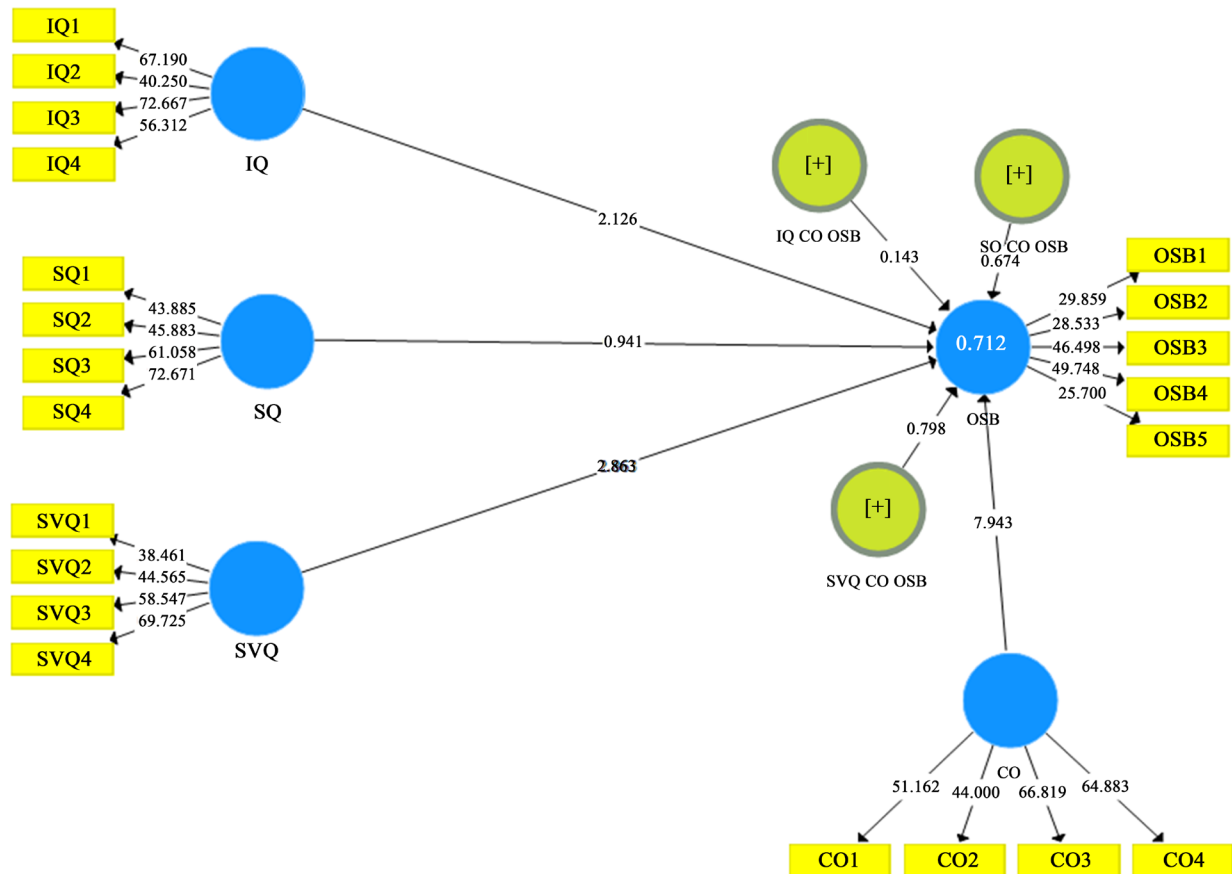 IQ1
IQ2
IQ3
IQ4
67.190
40.250
72.667
56.312
IQ
2.126
SQ1
SQ2
SQ3
SQ4
43.885
45.883
61.058
72.671
SQ
0.941
SVQ1
SVQ2
SVQ3
SVQ4
38.461
44.565
58.547
69.725
SVQ
2.863
[+]
IQ CO OSB
0.143
[+]
SO CO OSB
0.674
0.712
OSB
[+]
SVQ CO OSB
0.798
OSB1
OSB2
OSB3
OSB4
OSB5
29.859
28.533
46.498
49.748
25.700
7.943
CO
51.162
44.000
66.819
64.883
CO1
CO2
CO3
CO4